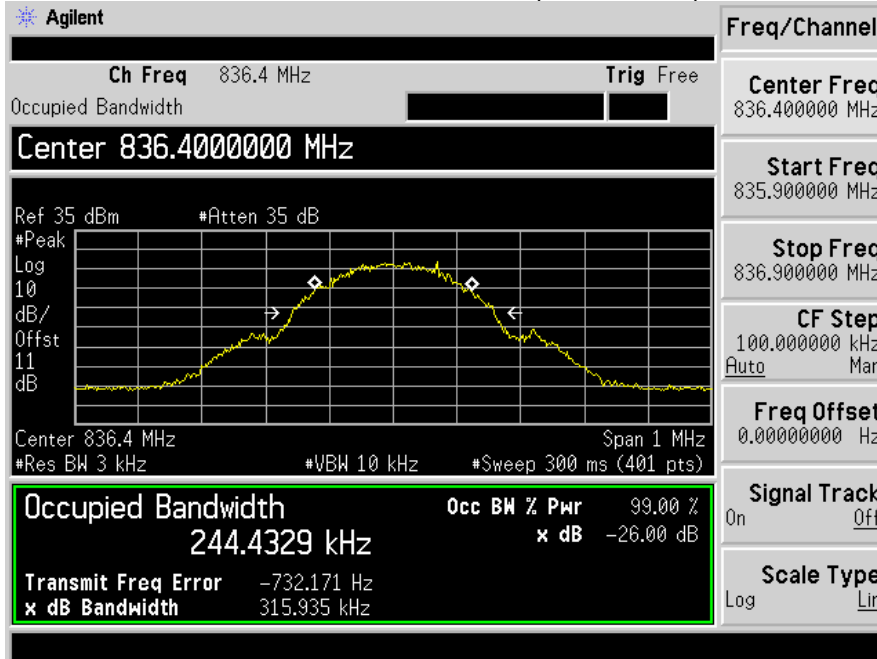 Agilent
Freq/Channel
Ch Freq 836.4 MHz Trig Free
Occupied Bandwidth
Center 836.4000000 MHz
Ref 35 dBm #Atten 35 dB
#Peak
Log
10
dB/
Offst
11
dB
Center 836.4 MHz Span 1 MHz
#Res BW 3 kHz #VBW 10 kHz #Sweep 300 ms (401 pts)
Occupied Bandwidth Occ BW % Pwr 99.00 %
244.4329 kHz x dB -26.00 dB
Transmit Freq Error -732.171 Hz
x dB Bandwidth 315.935 kHz
Center Freq
836.400000 MHz
Start Freq
835.900000 MHz
Stop Freq
836.900000 MHz
CF Step
100.000000 kHz
Auto Man
Freq Offset
0.00000000 Hz
Signal Track
On Off
Scale Type
Log Lin